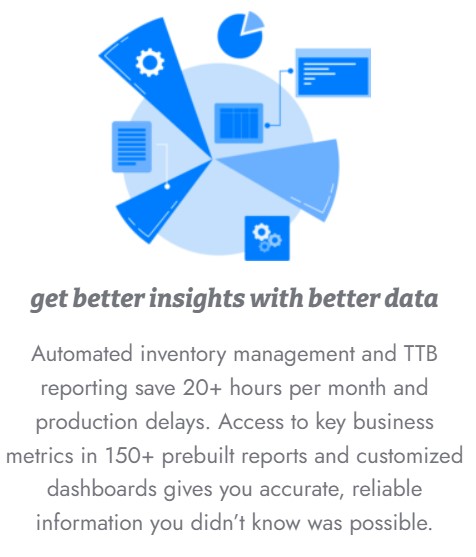 get better insights with better data
Automated inventory management and TTB
reporting save 20+ hours per month and
production delays. Access to key business
metrics in 150+ prebuilt reports and customized
dashboards gives you accurate, reliable
information you didn’t know was possible.